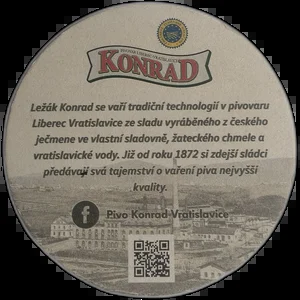 KONRAD
Ležák Konrad se vaří tradiční technologií v pivovaru
Liberec Vratislavice ze sladu vyráběného z českého
ječmene ve vlastní sladovně, žateckého chmele a
vratislavické vody. Již od roku 1872 si zdejší sládci
předávají svá tajemství o vaření piva nejvyšší
kvality.
f Pivo Konrad Vratislavice